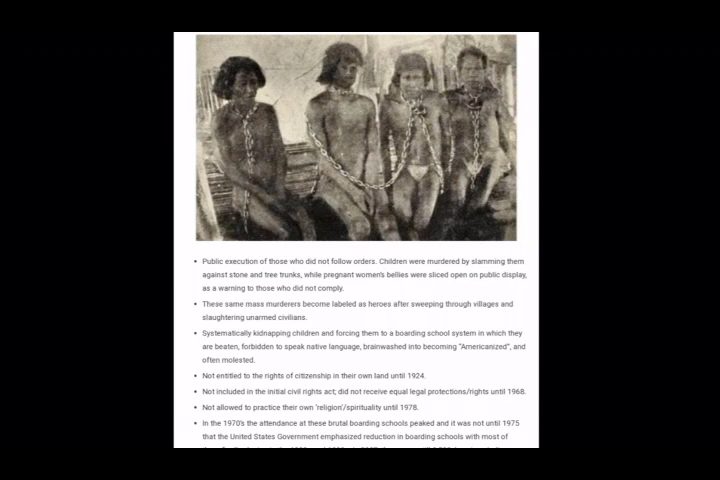 • Public execution of those who did not follow orders. Children were murdered by slamming them
against stone and tree trunks, while pregnant women's bellies were sliced open on public display,
as a warning to those who did not comply.
• These same mass murderers become labeled as heroes after sweeping through villages and
slaughtering unarmed civilians.
• Systematically kidnapping children and forcing them to a boarding school system in which they
are beaten, forbidden to speak native language, brainwashed into becoming "Americanized", and
often molested.
• Not entitled to the rights of citizenship in their own land until 1924.
• Not included in the initial civil rights act; did not receive equal legal protections/rights until 1968.
• Not allowed to practice their own 'religion'/spirituality until 1978.
• In the 1970's the attendance at these brutal boarding schools peaked and it was not until 1975
that the United States Government emphasized reduction in boarding schools with most of